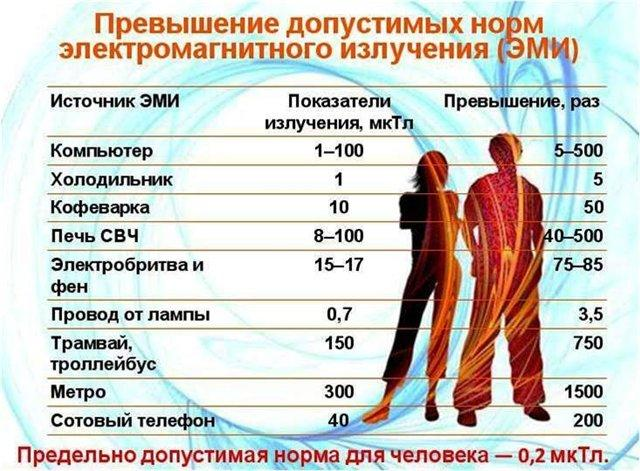 Превышение допустимых норм
электромагнитного излучения (ЭМИ)
Источник ЭМИ Показатели излучения, мкТл Превышение, раз
Компьютер 1–100 5–500
Холодильник 1 5
Кофеварка 10 50
Печь СВЧ 8–100 40–500
Электробритва и 15–17 75–85
фен
Провод от лампы 0,7 3,5
Трамвай, 150 750
троллейбус
Метро 300 1500
Сотовый телефон 40 200
Предельно допустимая норма для человека — 0,2 мкТл.